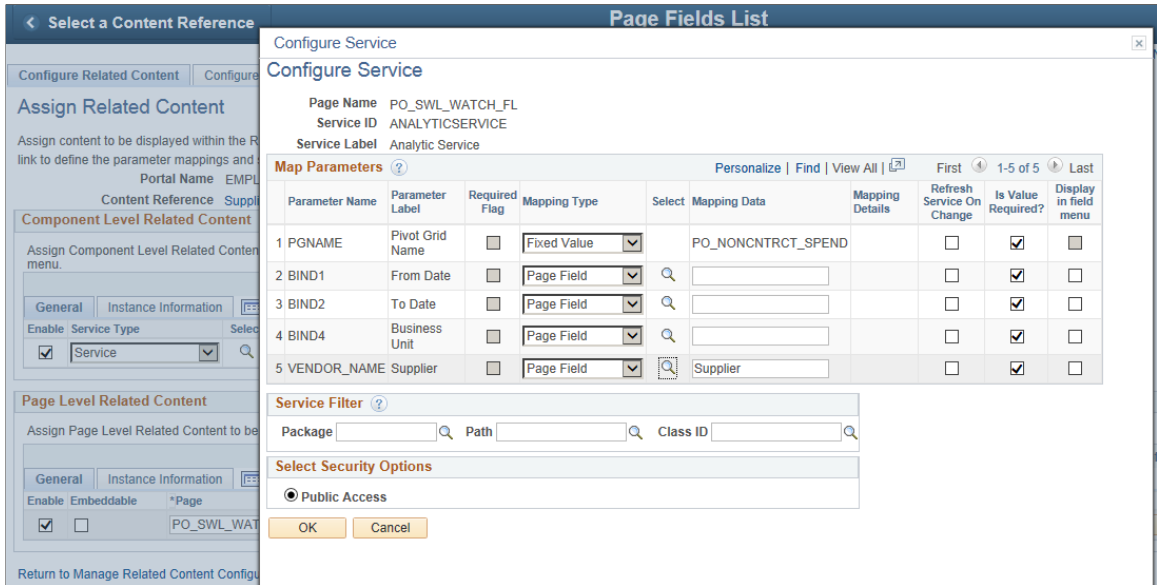 Select a Content Reference
Page Fields List
Configure Related Content
Configure
Assign Related Content
Assign content to be displayed within the R
link to define the parameter mappings and
Portal Name EMPL
Content Reference Suppli
Component Level Related Content
Assign Component Level Related Conten
menu.
General Instance Information
Enable Service Type Selec
Service
Page Level Related Content
Assign Page Level Related Content to be
General Instance Information
Enable Embeddable *Page
PO_SWL_WAT
Return to Manage Related Content Configu
Configure Service
Configure Service
Page Name PO_SWL_WATCH_FL
Service ID ANALYTICSERVICE
Service Label Analytic Service
Map Parameters ? Personalize | Find | View All | First 1-5 of 5 Last
Parameter Name Parameter Label Required Flag Mapping Type Select Mapping Data Mapping Details Refresh Service On Change Is Value Required? Display in field menu
1 PGNAME Pivot Grid Name Fixed Value PO_NONCNTRCT_SPEND
2 BIND1 From Date Page Field
3 BIND2 To Date Page Field
4 BIND4 Business Unit Page Field
5 VENDOR_NAME Supplier Page Field Supplier
Service Filter ?
Package Path Class ID
Select Security Options
Public Access
OK Cancel